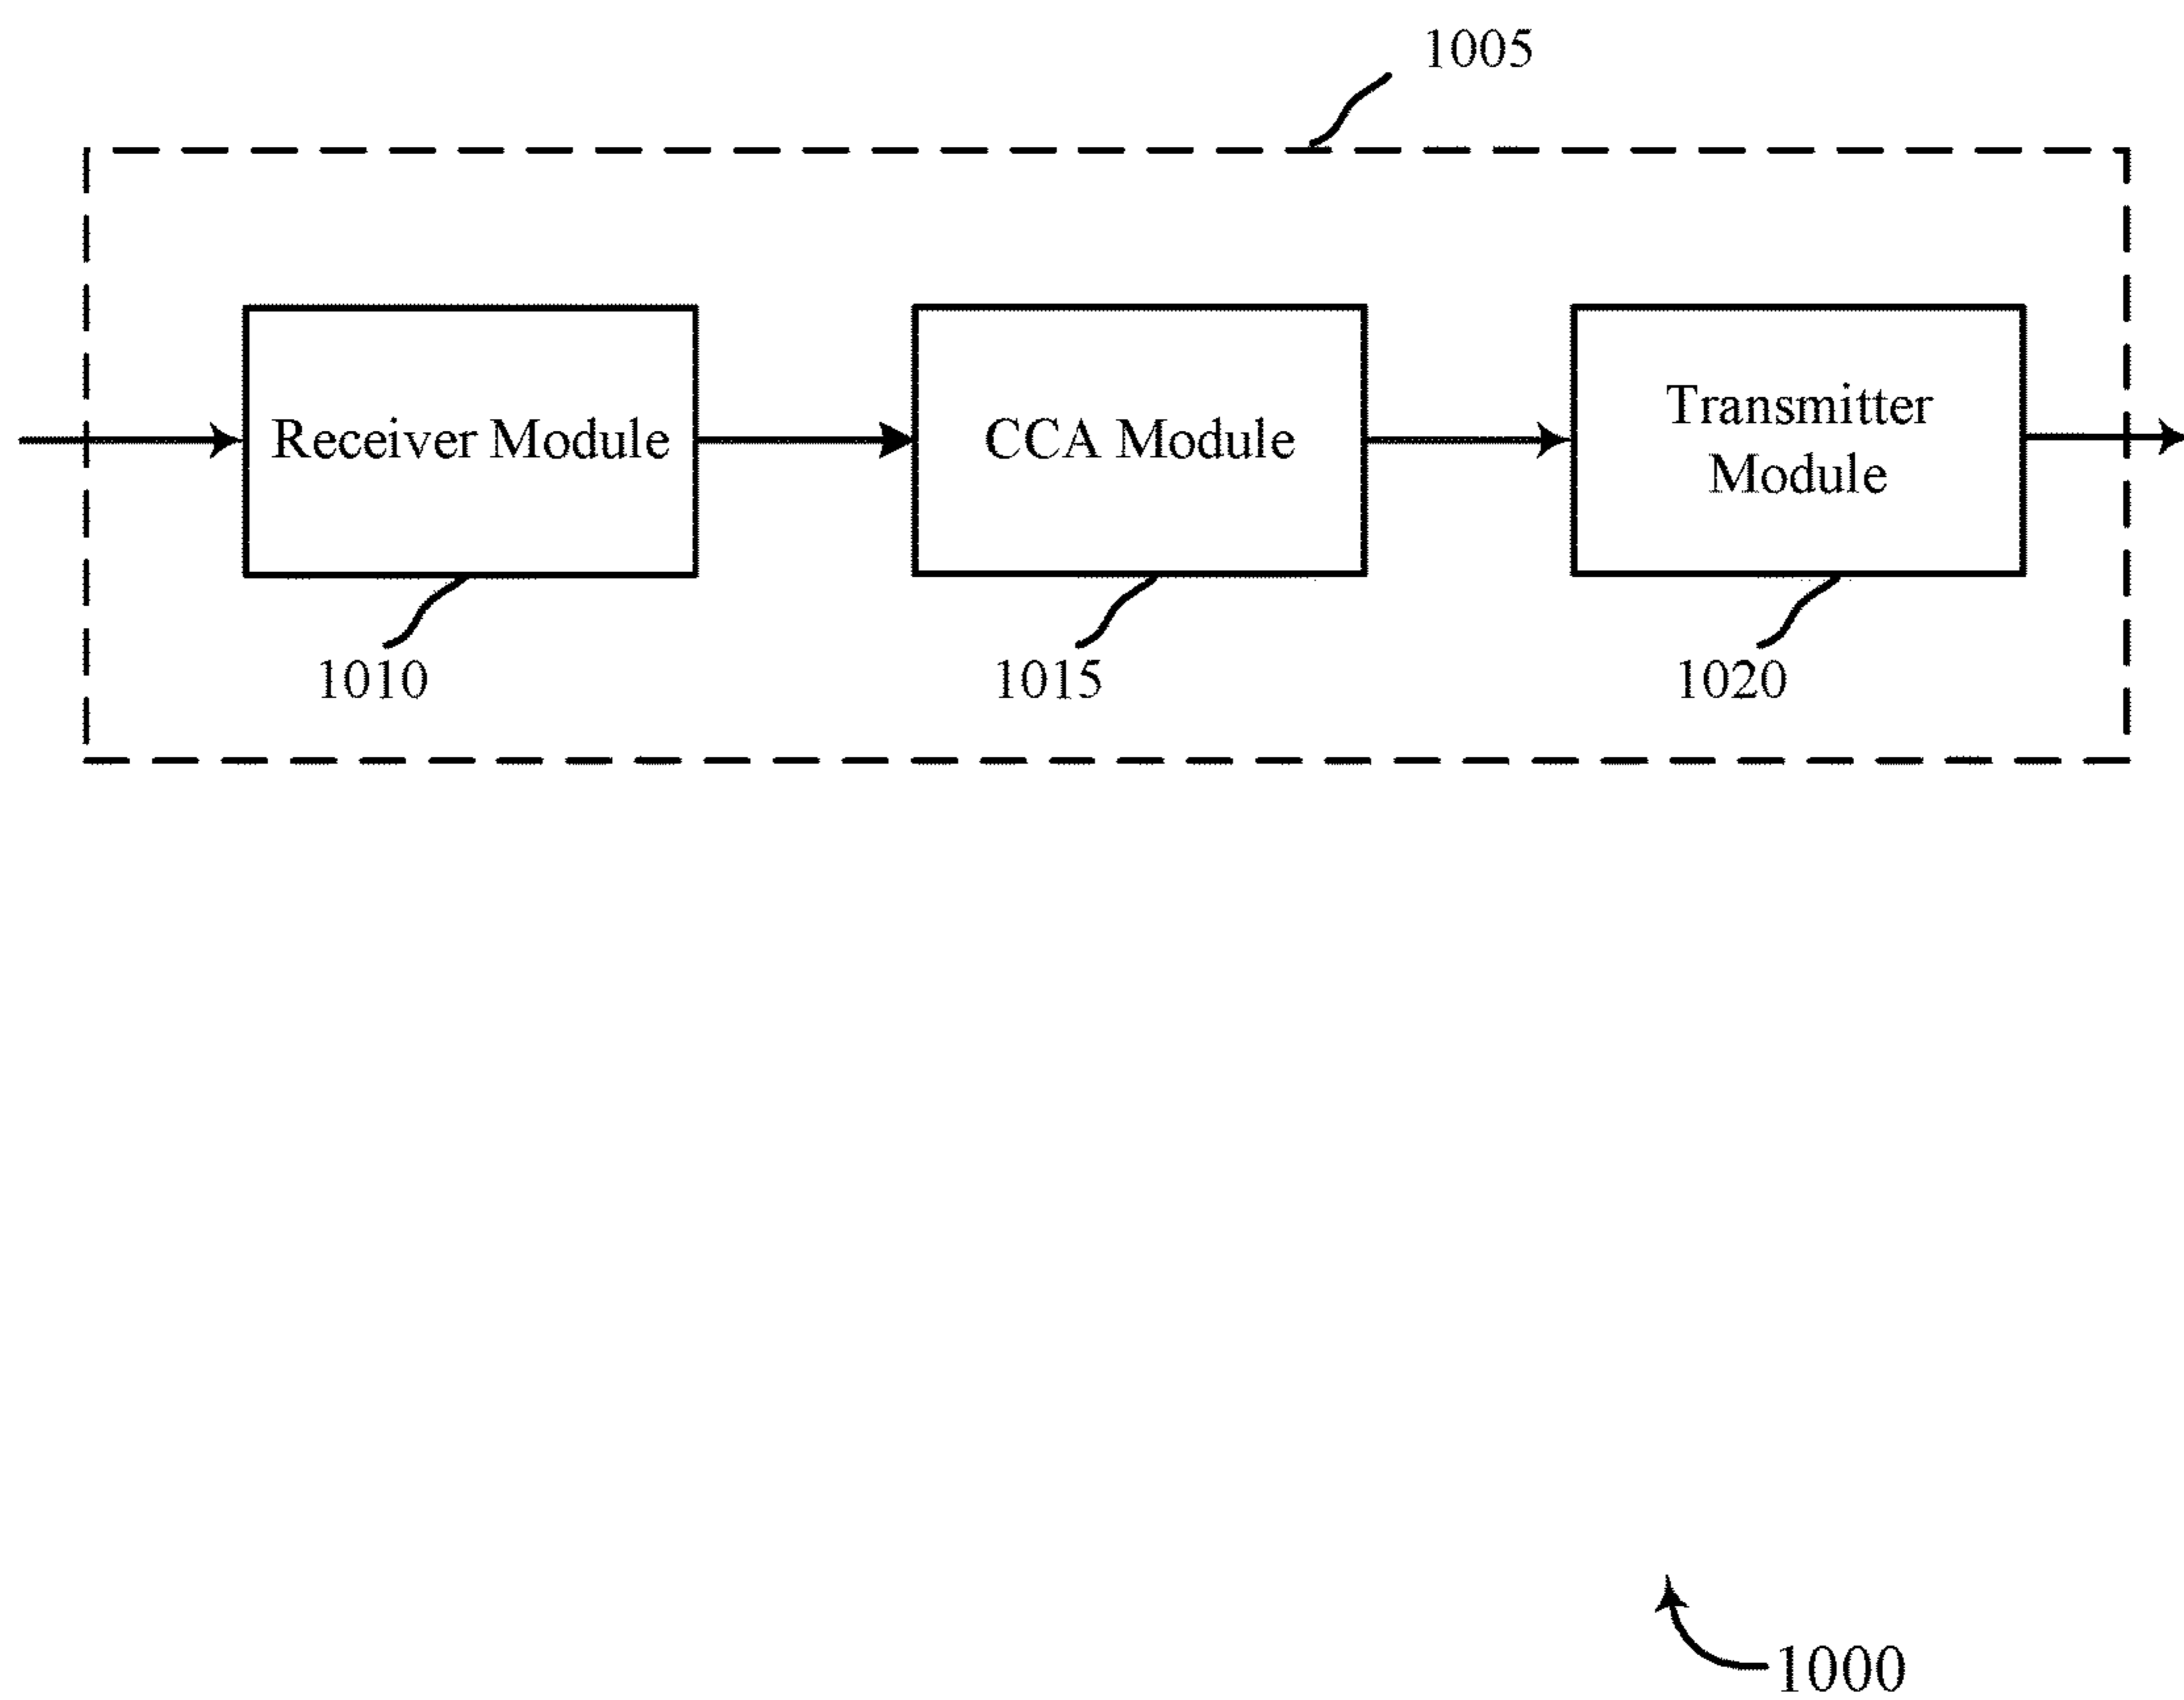 1005
Receiver Module
CCA Module
Transmitter
Module
1010
1015
1020
1000